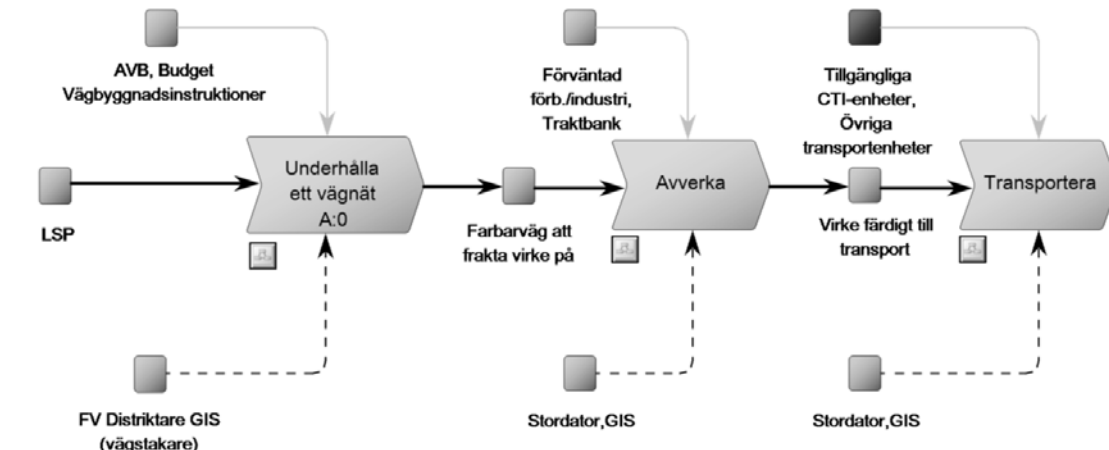 AVB, Budget
Vägbyggnadsinstruktioner
Förväntad
förb./industri,
Traktbank
Tillgängliga
CTI-enheter,
Övriga
transportenheter
LSP
Underhålla
ett vägnät
A:0
Farbarväg att
frakta virke på
Avverka
Virke färdigt till
transport
Transportera
FV Distriktare GIS
(vägstakare)
Stordator,GIS
Stordator,GIS